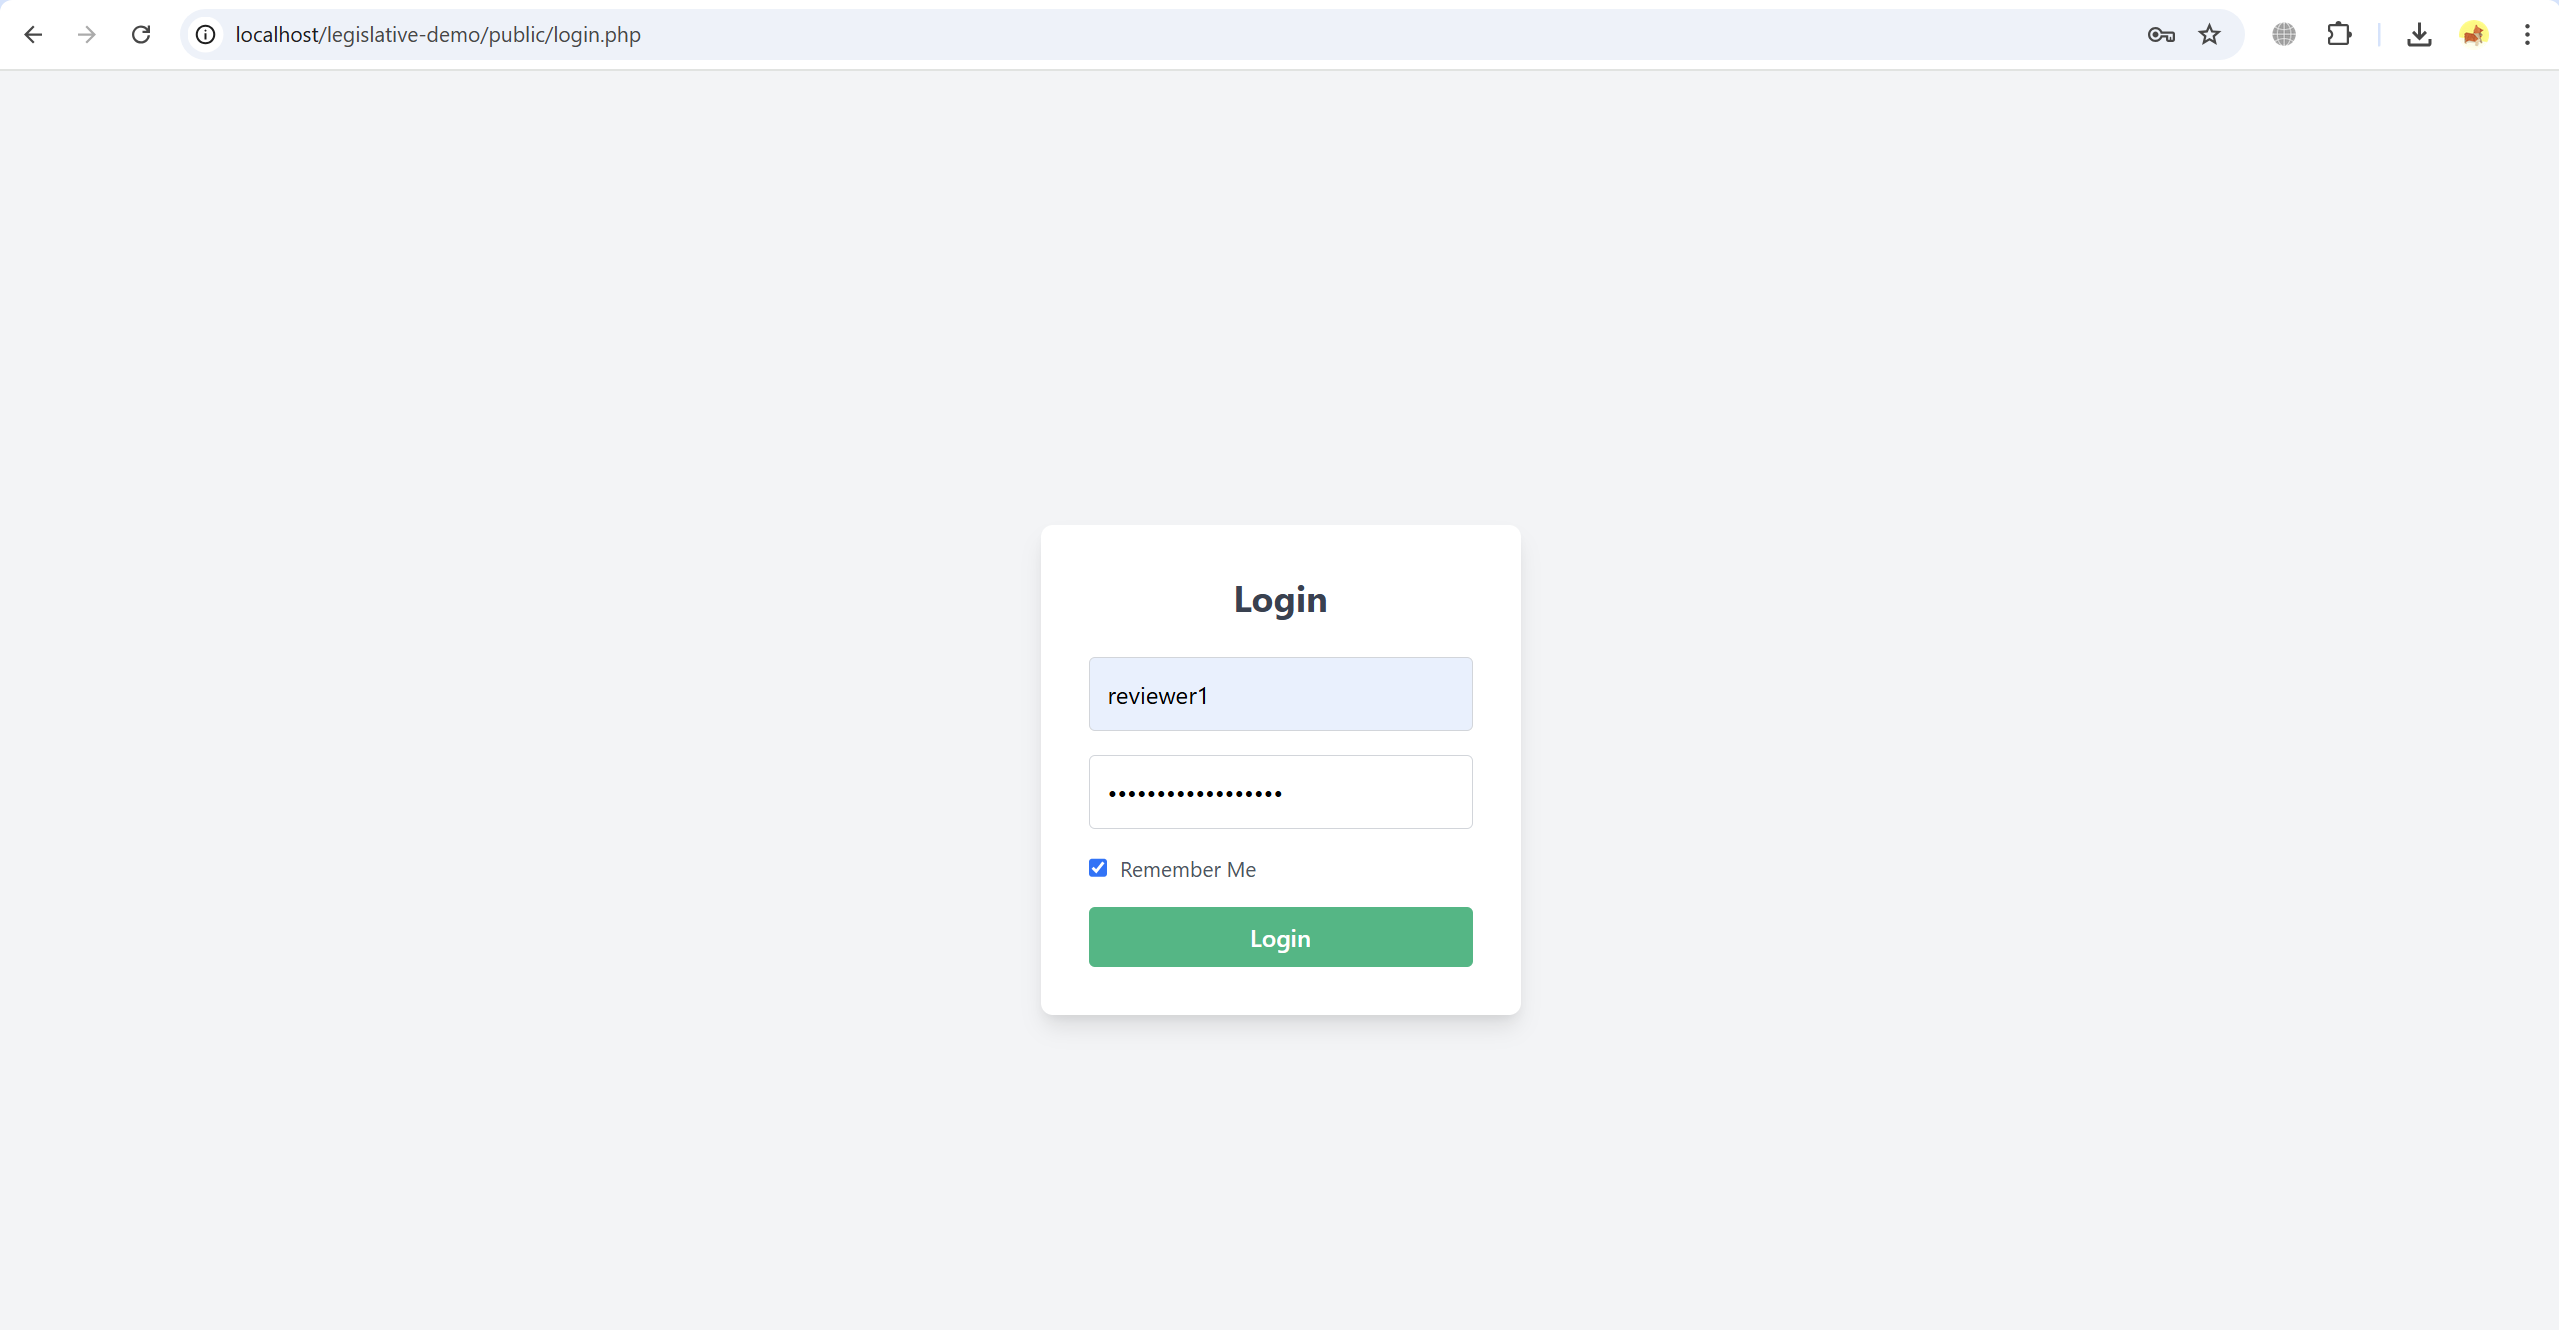 localhost/legislative-demo/public/login.php
Login
reviewer1
••••••••••••••••••
Remember Me
Login